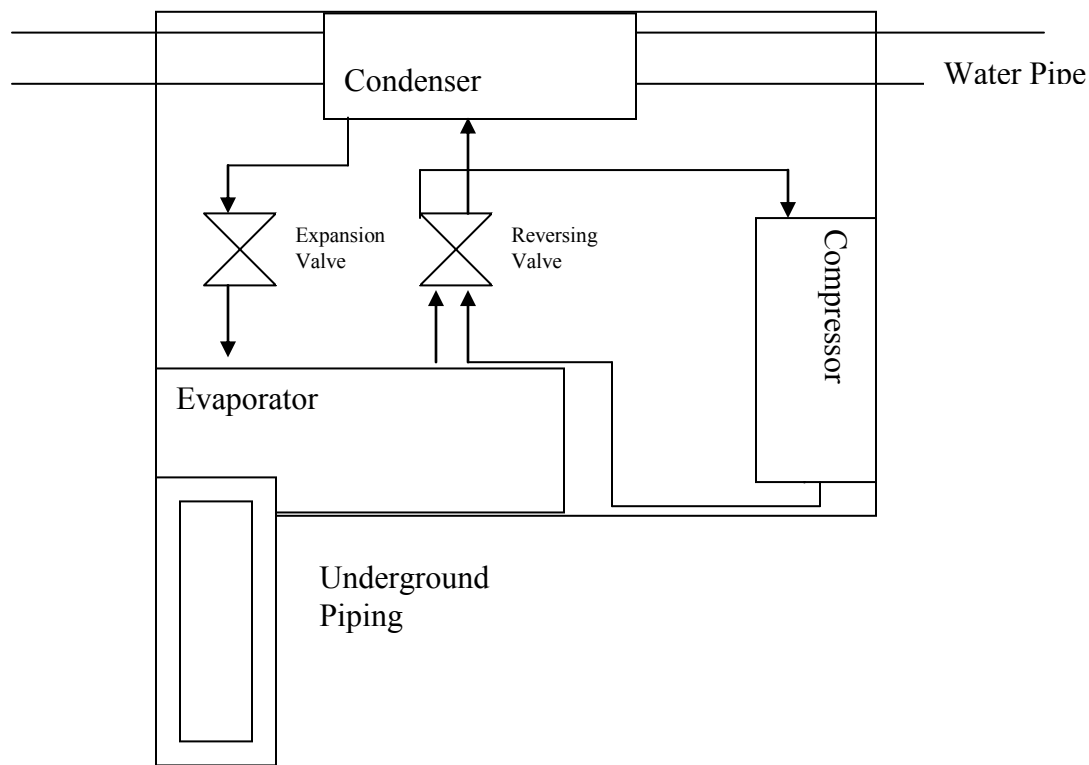 Condenser
Water Pipe
Expansion
Valve
Reversing
Valve
Compressor
Evaporator
Underground
Piping